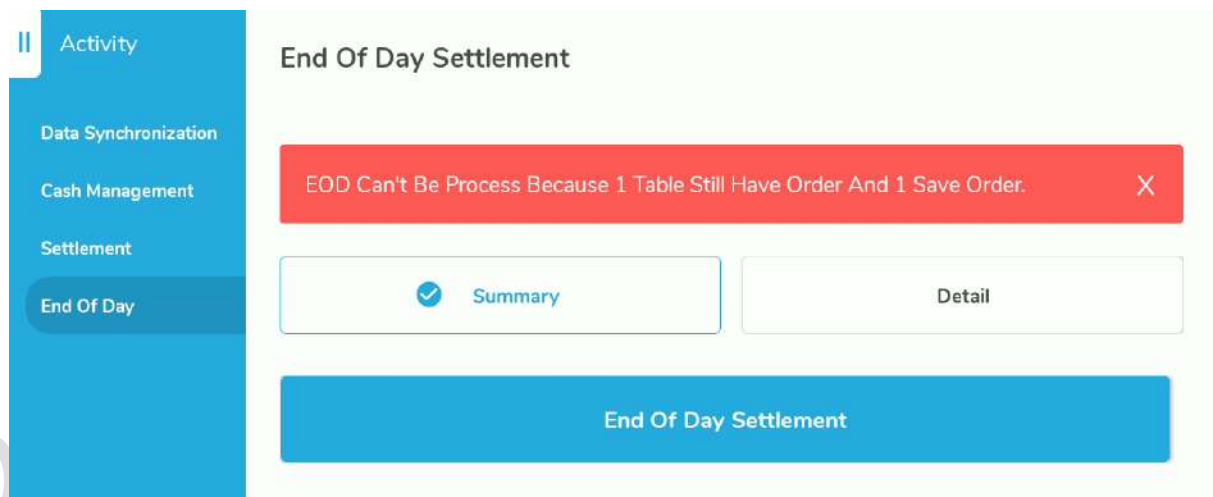 Activity
Data Synchronization
Cash Management
Settlement
End Of Day
End Of Day Settlement
EOD Can't Be Process Because 1 Table Still Have Order And 1 Save Order. X
Summary
Detail
End Of Day Settlement